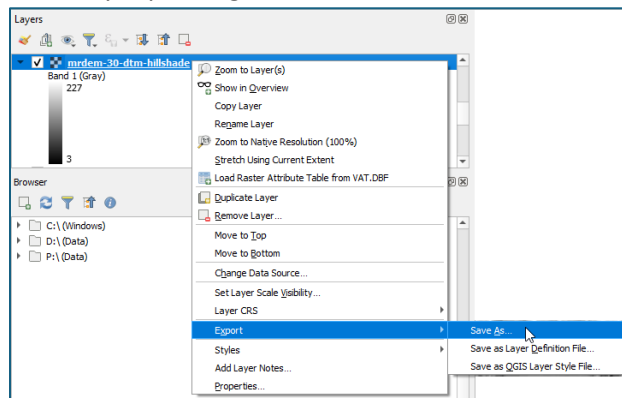 Layers
mrdem-30-dtm-hillshade
Band 1 (Gray)
227
3
Browser
C:\ (Windows)
D:\ (Data)
P:\ (Data)
Zoom to Layer(s)
Show in Overview
Copy Layer
Rename Layer
Zoom to Native Resolution (100%)
Stretch Using Current Extent
Load Raster Attribute Table from VAT.DBF
Duplicate Layer
Remove Layer...
Move to Top
Move to Bottom
Change Data Source...
Set Layer Scale Visibility...
Layer CRS
Export
Styles
Add Layer Notes...
Properties...
Save As...
Save as Layer Definition File...
Save as QGIS Layer Style File...